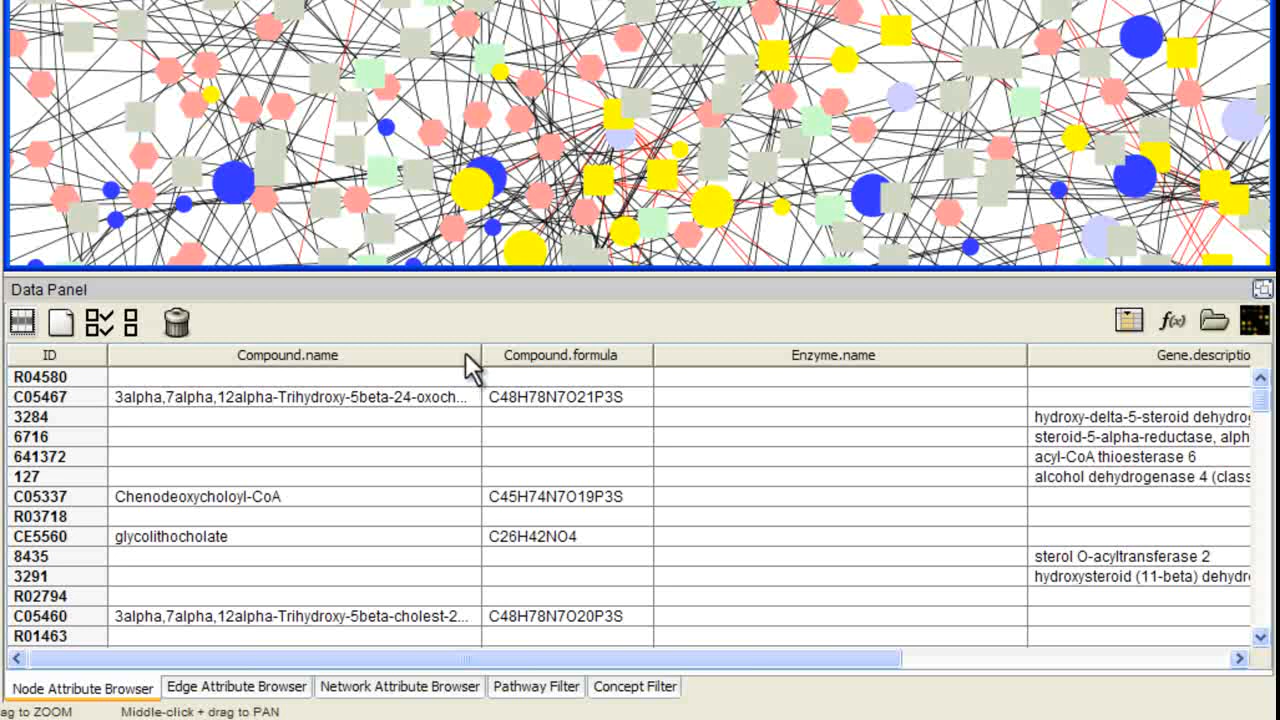 Data Panel
f(x)
ID Compound.name Compound.formula Enzyme.name Gene.descriptio
R04580
C05467 3alpha,7alpha,12alpha-Trihydroxy-5beta-24-oxoch... C48H78N7O21P3S
3284 hydroxy-delta-5-steroid dehydrog
6716 steroid-5-alpha-reductase, alph
641372 acyl-CoA thioesterase 6
127 alcohol dehydrogenase 4 (class
C05337 Chenodeoxycholoyl-CoA C45H74N7O19P3S
R03718
CE5560 glycolithocholate C26H42NO4
8435 sterol O-acyltransferase 2
3291 hydroxysteroid (11-beta) dehydr
R02794
C05460 3alpha,7alpha,12alpha-Trihydroxy-5beta-cholest-2... C48H78N7O20P3S
R01463
Node Attribute Browser Edge Attribute Browser Network Attribute Browser Pathway Filter Concept Filter
ag to ZOOM Middle-click + drag to PAN